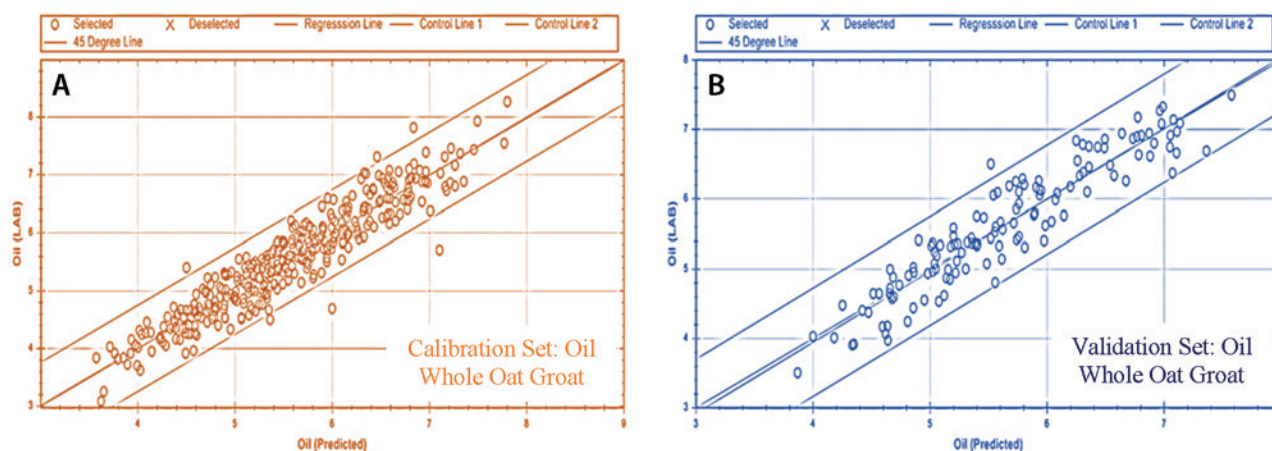 Selected Deselected Regresssion Line Control Line 1 Control Line 2
45 Degree Line
A
8
7
6
5
4
3
Oil (LAB)
4 5 6 7 8 9
Oil (Predicted)
Calibration Set: Oil
Whole Oat Groat
Selected Deselected Regresssion Line Control Line 1 Control Line 2
45 Degree Line
B
8
7
6
5
4
3
Oil (LAB)
3 4 5 6 7
Oil (Predicted)
Validation Set: Oil
Whole Oat Groat